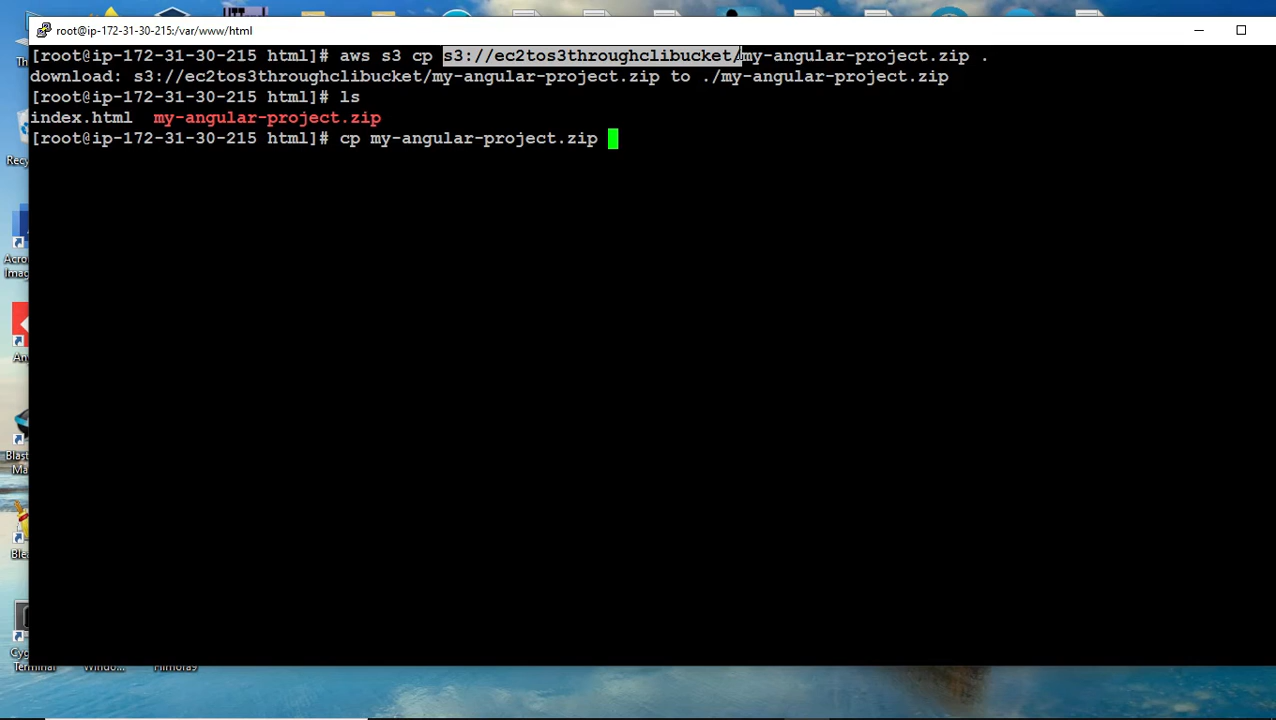 root@ip-172-31-30-215:/var/www/html
[root@ip-172-31-30-215 html]# aws s3 cp s3://ec2tos3throughclibucket/my-angular-project.zip .
download: s3://ec2tos3throughclibucket/my-angular-project.zip to ./my-angular-project.zip
[root@ip-172-31-30-215 html]# ls
index.html my-angular-project.zip
[root@ip-172-31-30-215 html]# cp my-angular-project.zip
Terminal